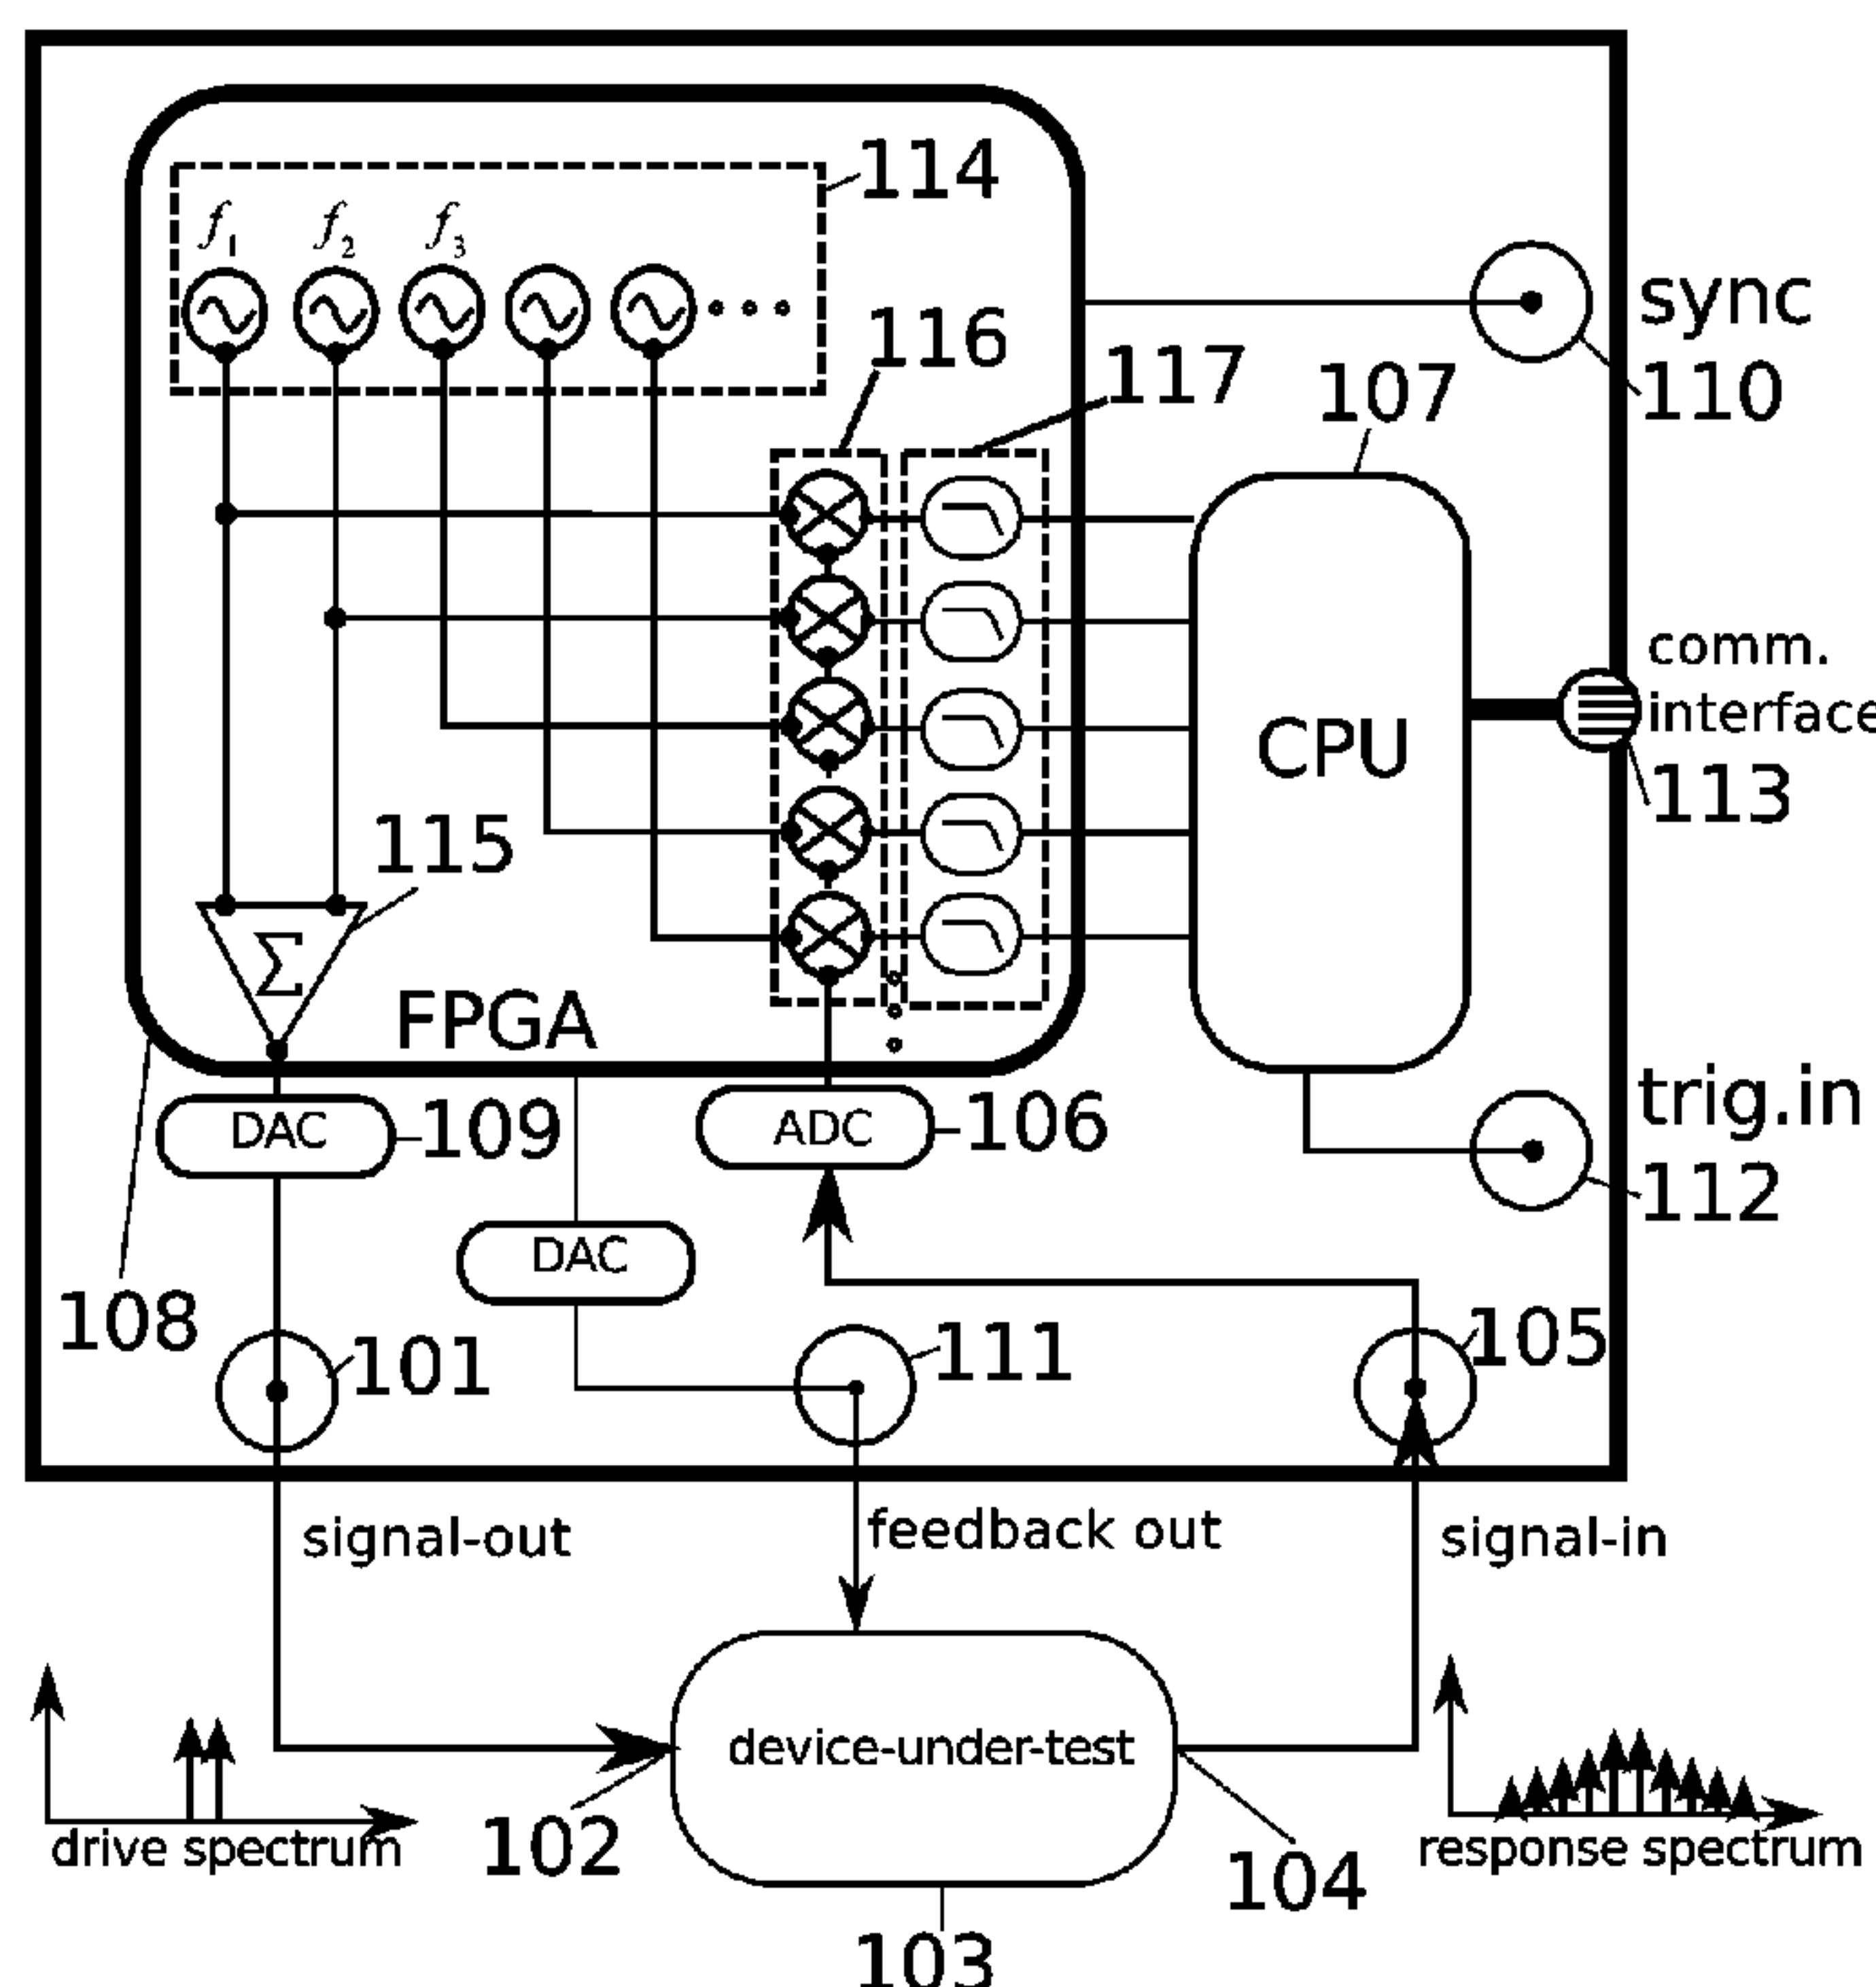 114
f1 f2 f3
sync
110
116
117
107
comm.
interface
113
CPU
115
Σ
FPGA
trig.in
112
DAC
109
ADC
106
DAC
108
101
111
105
signal-out
feedback out
signal-in
device-under-test
drive spectrum
102
104
response spectrum
103